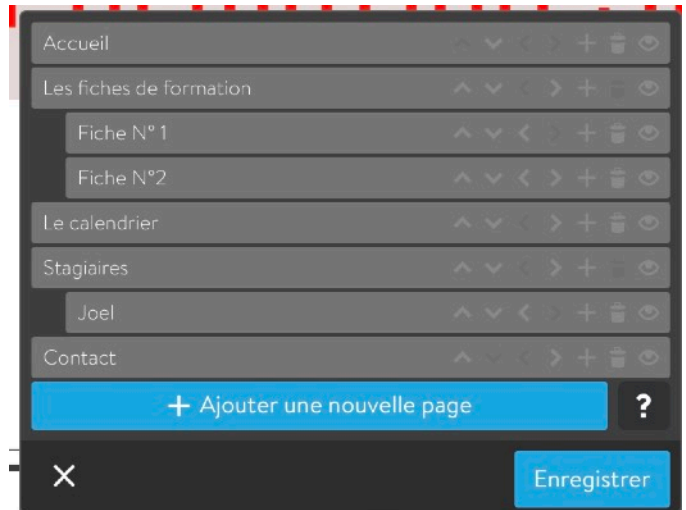 Accueil
Les fiches de formation
Fiche N° 1
Fiche N°2
Le calendrier
Stagiaires
Joel
Contact
+ Ajouter une nouvelle page
?
Enregistrer